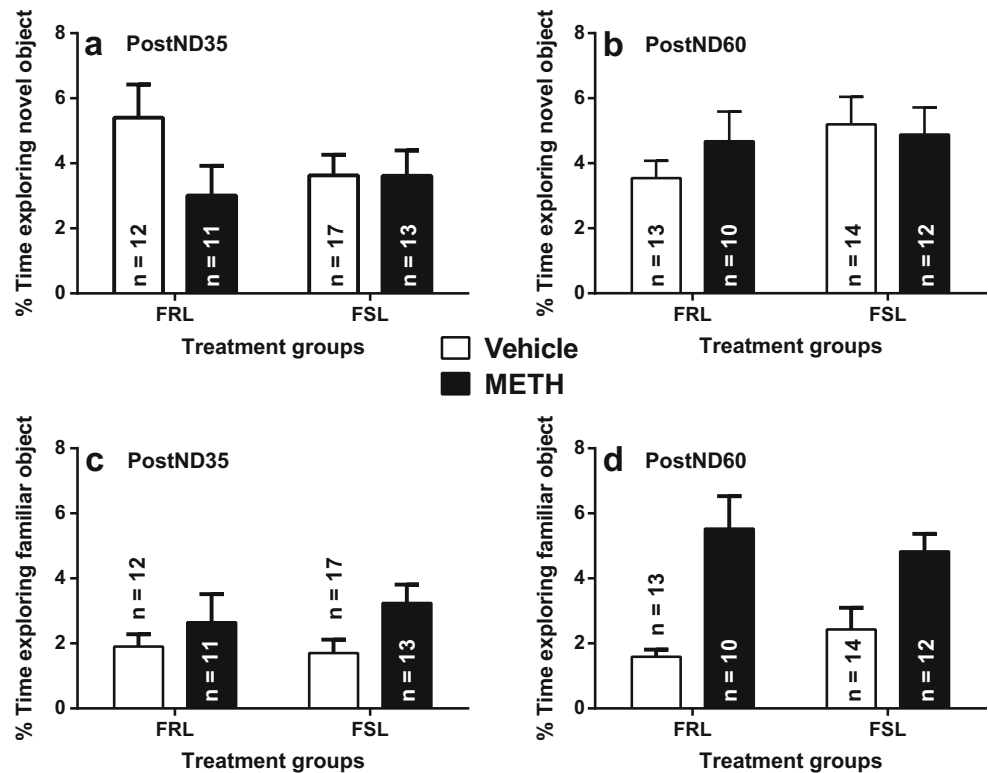 a PostND35
% Time exploring novel object
8
6
4
2
0
n = 12
n = 11
n = 17
n = 13
FRL
FSL
Treatment groups
b PostND60
% Time exploring novel object
8
6
4
2
0
n = 13
n = 10
n = 14
n = 12
FRL
FSL
Treatment groups
Vehicle
METH
c PostND35
% Time exploring familiar object
8
6
4
2
0
n = 12
n = 11
n = 17
n = 13
FRL
FSL
Treatment groups
d PostND60
% Time exploring familiar object
8
6
4
2
0
n = 13
n = 10
n = 14
n = 12
FRL
FSL
Treatment groups